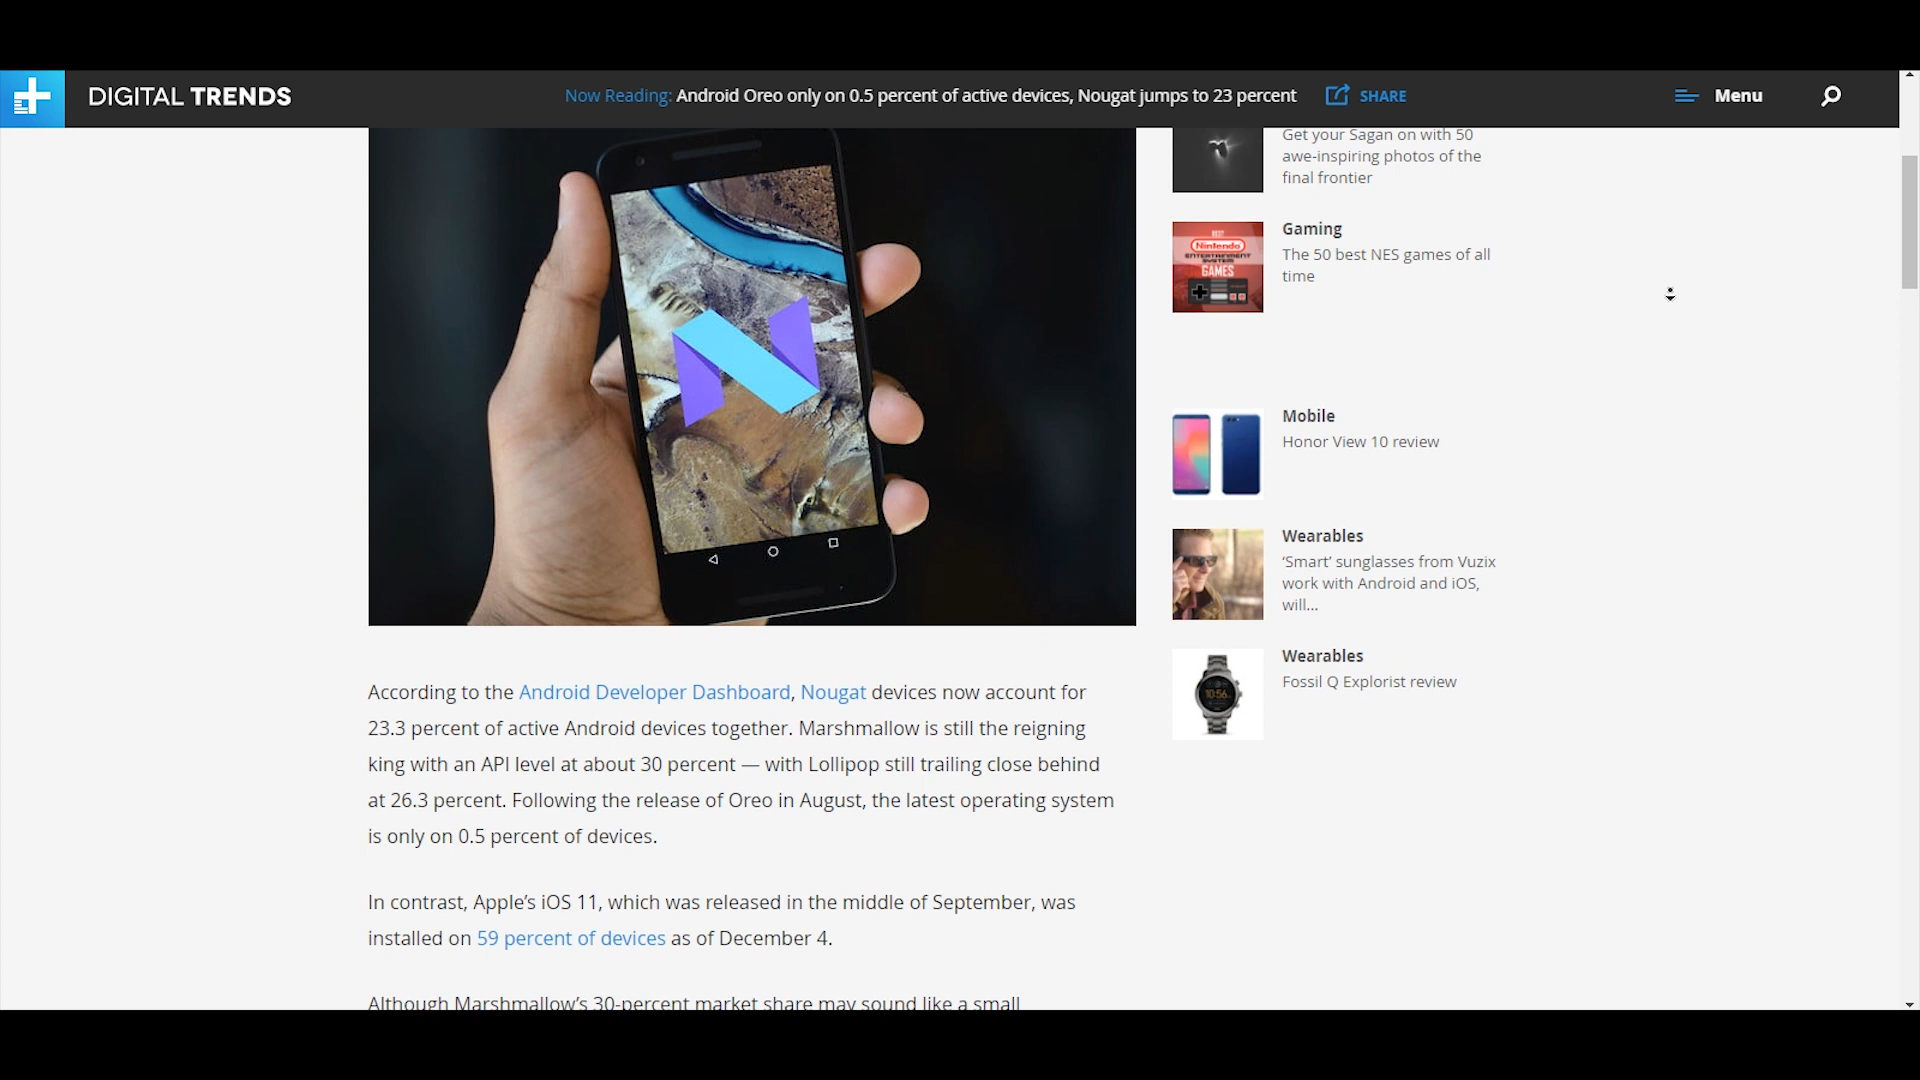 DIGITAL TRENDS
Now Reading: Android Oreo only on 0.5 percent of active devices, Nougat jumps to 23 percent
SHARE
Menu
Get your Sagan on with 50
awe-inspiring photos of the
final frontier
BEST
Nintendo
ENTERTAINMENT
SYSTEM
GAMES
Gaming
The 50 best NES games of all
time
Mobile
Honor View 10 review
Wearables
‘Smart’ sunglasses from Vuzix
work with Android and iOS,
will...
10:56
Wearables
Fossil Q Explorist review
According to the Android Developer Dashboard, Nougat devices now account for
23.3 percent of active Android devices together. Marshmallow is still the reigning
king with an API level at about 30 percent — with Lollipop still trailing close behind
at 26.3 percent. Following the release of Oreo in August, the latest operating system
is only on 0.5 percent of devices.
In contrast, Apple’s iOS 11, which was released in the middle of September, was
installed on 59 percent of devices as of December 4.
Although Marshmallow’s 30-percent market share may sound like a small